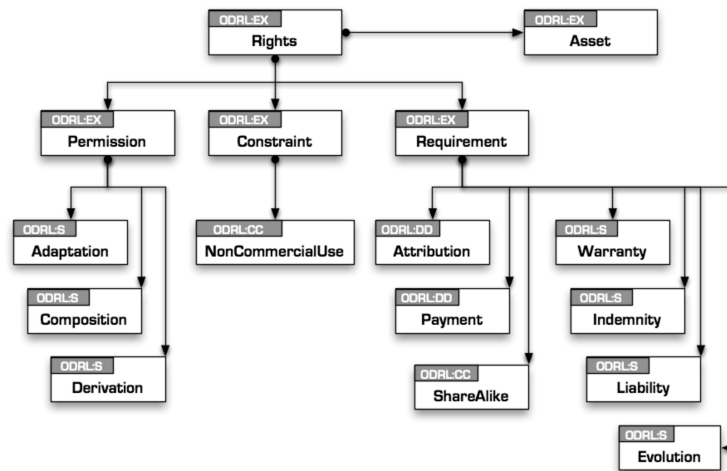 ODRL:EX
Rights
ODRL:EX
Asset
ODRL:EX
Permission
ODRL:EX
Constraint
ODRL:EX
Requirement
ODRL:S
Adaptation
ODRL:CC
NonCommercialUse
ODRL:DD
Attribution
ODRL:S
Warranty
ODRL:S
Composition
ODRL:DD
Payment
ODRL:S
Indemnity
ODRL:S
Derivation
ODRL:CC
ShareAlike
ODRL:S
Liability
ODRL:S
Evolution